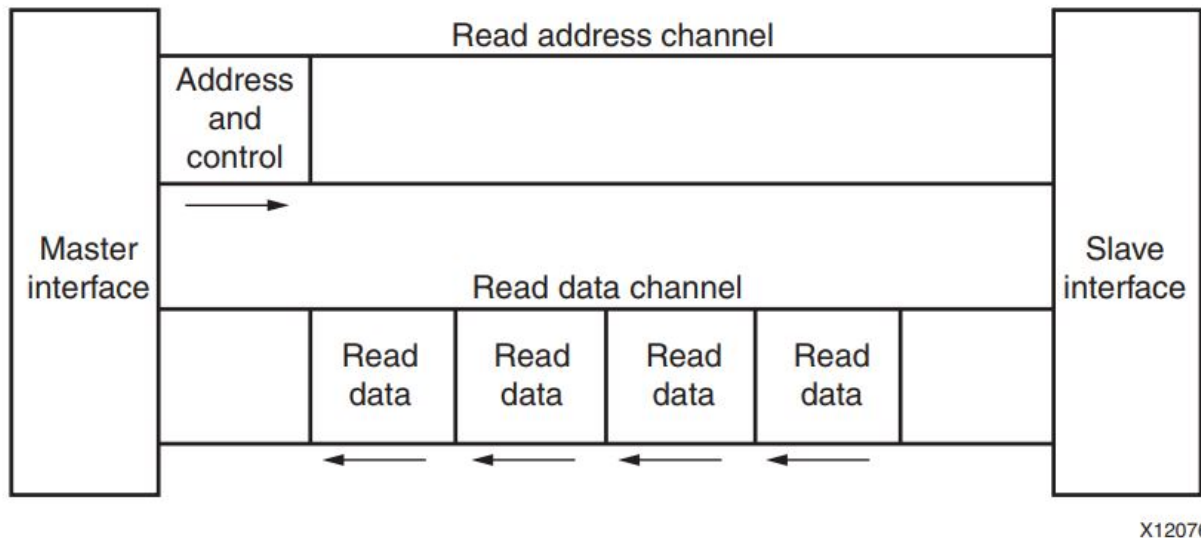 Read address channel
Address
and
control
Master
interface
Slave
interface
Read data channel
Read
data
Read
data
Read
data
Read
data
X12076